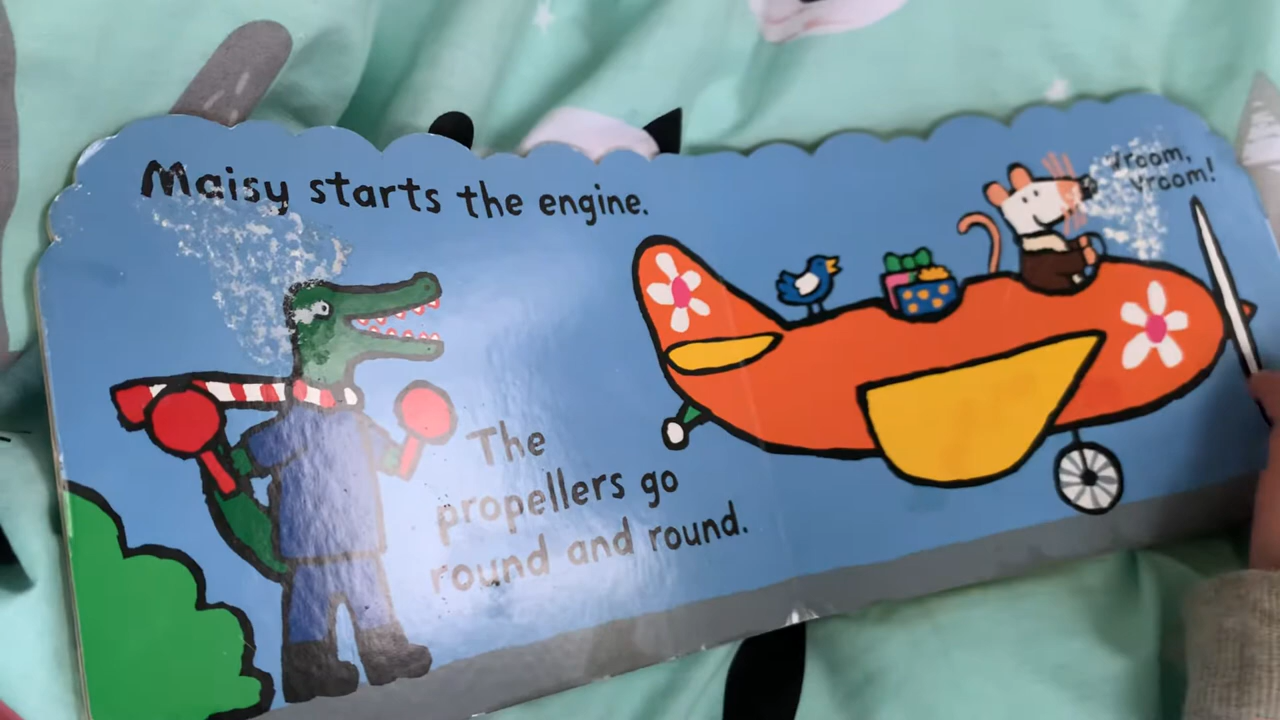 Maisy starts the engine.
The
propellers go
round and round.
Vroom,
vroom!